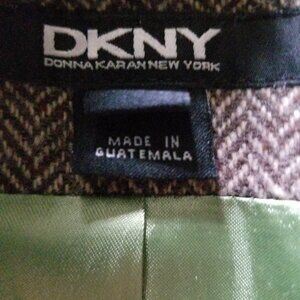 DKNY
DONNA KARAN NEW YORK
MADE IN
GUATEMALA